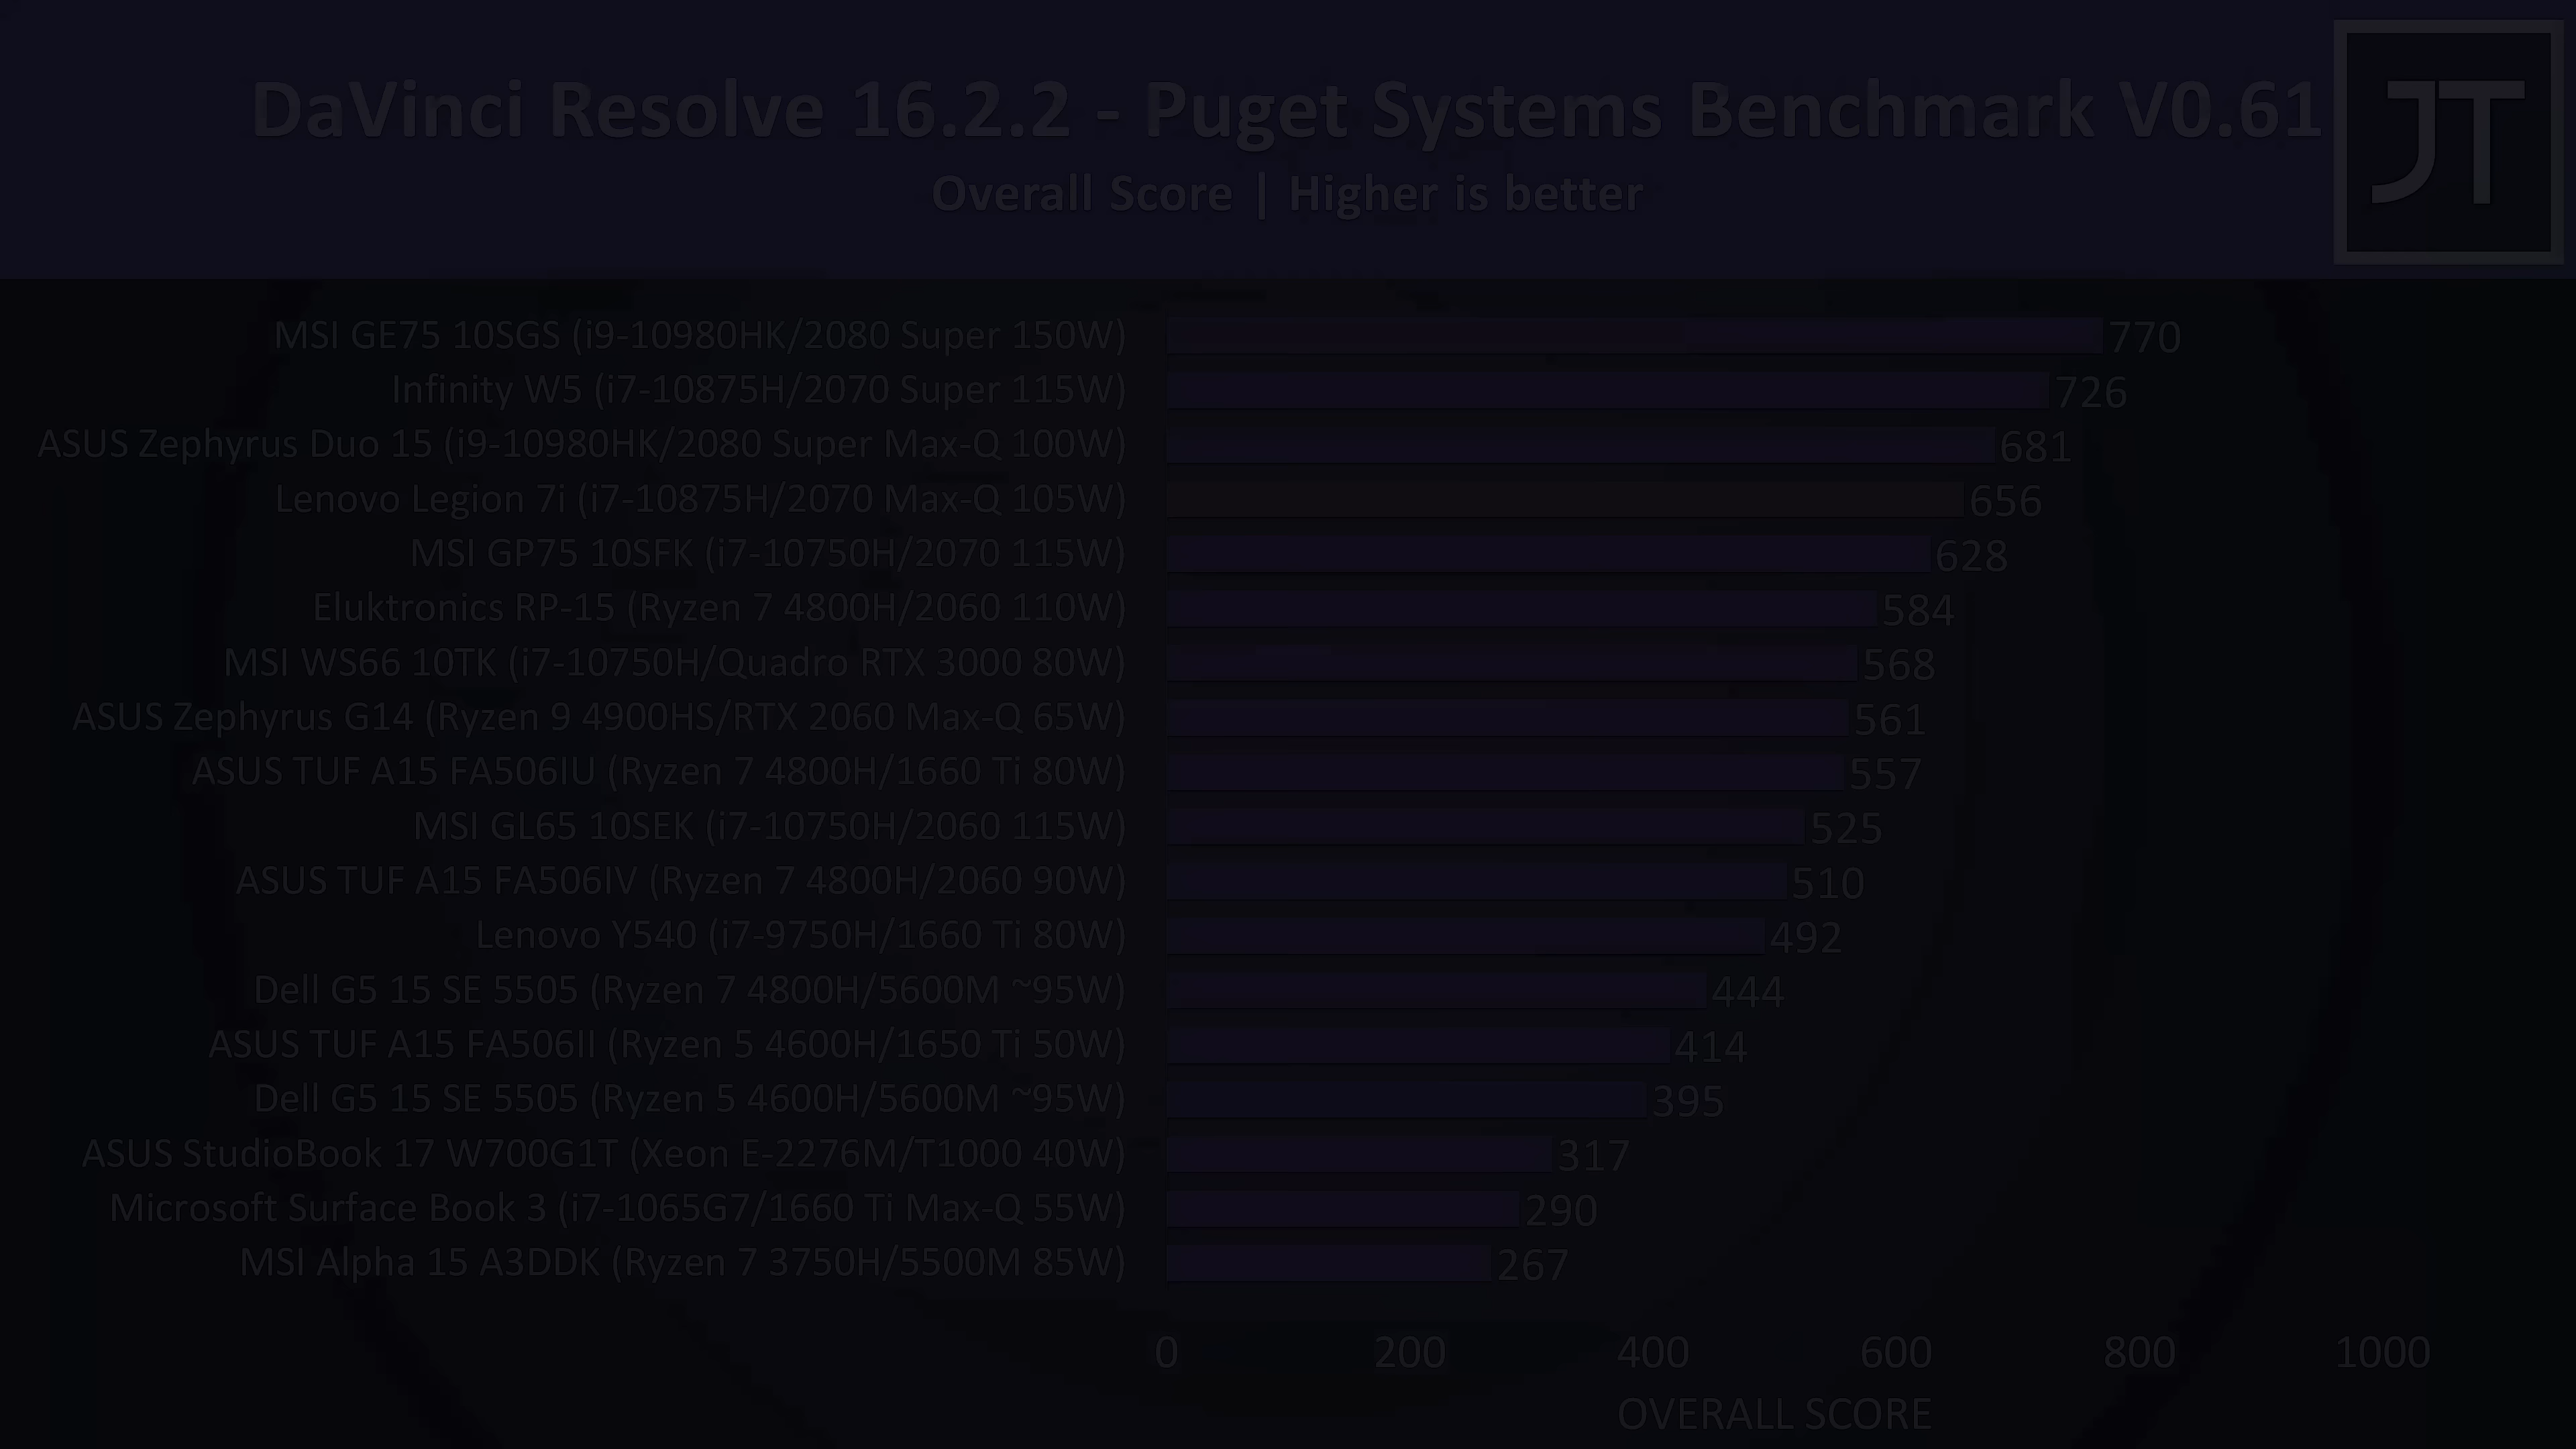 DaVinci Resolve 16.2.2 - Puget Systems Benchmark V0.61
Overall Score | Higher is better
JT
MSI GE75 10SGS (i9-10980HK/2080 Super 150W) 770
Infinity W5 (i7-10875H/2070 Super 115W) 726
ASUS Zephyrus Duo 15 (i9-10980HK/2080 Super Max-Q 100W) 681
Lenovo Legion 7i (i7-10875H/2070 Max-Q 105W) 656
MSI GP75 10SFK (i7-10750H/2070 115W) 628
Eluktronics RP-15 (Ryzen 7 4800H/2060 110W) 584
MSI WS66 10TK (i7-10750H/Quadro RTX 3000 80W) 568
ASUS Zephyrus G14 (Ryzen 9 4900HS/RTX 2060 Max-Q 65W) 561
ASUS TUF A15 FA506IU (Ryzen 7 4800H/1660 Ti 80W) 557
MSI GL65 10SEK (i7-10750H/2060 115W) 525
ASUS TUF A15 FA506IV (Ryzen 7 4800H/2060 90W) 510
Lenovo Y540 (i7-9750H/1660 Ti 80W) 492
Dell G5 15 SE 5505 (Ryzen 7 4800H/5600M ~95W) 444
ASUS TUF A15 FA506II (Ryzen 5 4600H/1650 Ti 50W) 414
Dell G5 15 SE 5505 (Ryzen 5 4600H/5600M ~95W) 395
ASUS StudioBook 17 W700G1T (Xeon E-2276M/T1000 40W) 317
Microsoft Surface Book 3 (i7-1065G7/1660 Ti Max-Q 55W) 290
MSI Alpha 15 A3DDK (Ryzen 7 3750H/5500M 85W) 267
0 200 400 600 800 1000
OVERALL SCORE